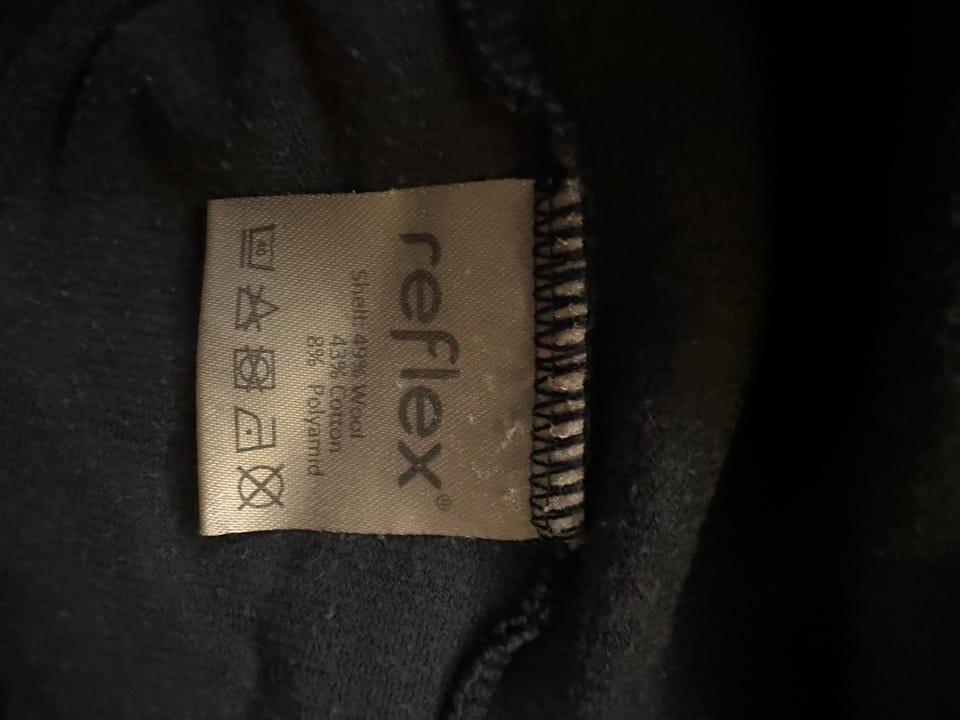 reflex®
Shell: 49% Wool
43% Cotton
8% Polyamid